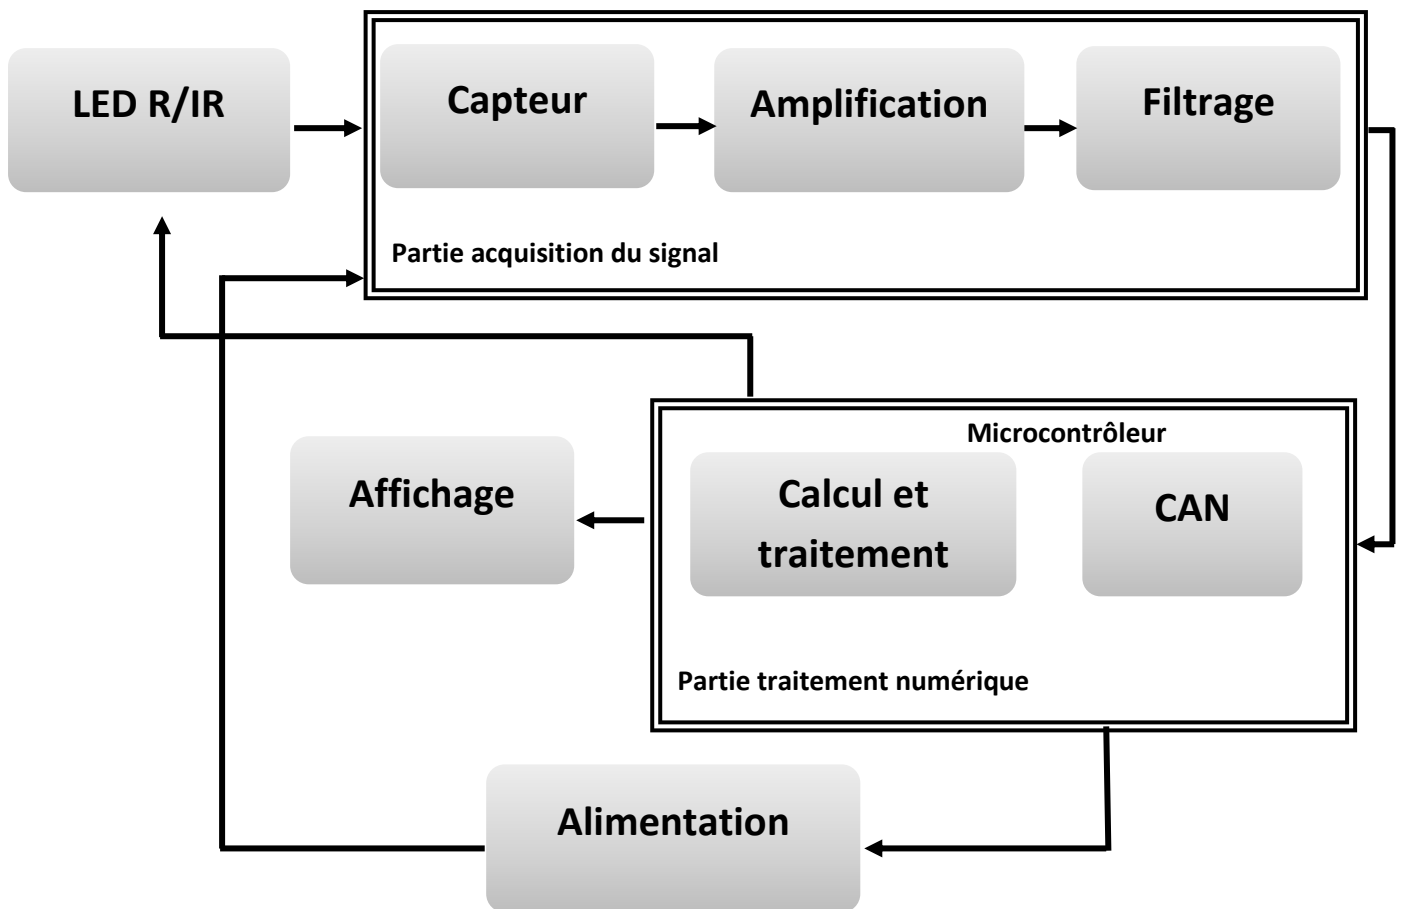 LED R/IR
Capteur
Amplification
Filtrage
Partie acquisition du signal
Microcontrôleur
Affichage
Calcul et
traitement
CAN
Partie traitement numérique
Alimentation